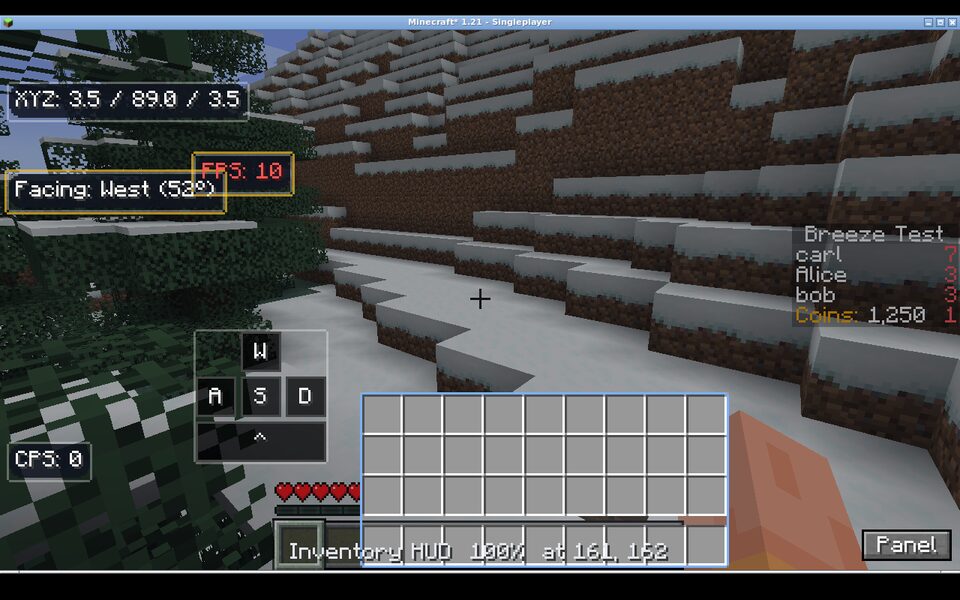 Minecraft* 1.21 - Singleplayer
XYZ: 3.5 / 89.0 / 3.5
FPS: 10
Facing: West (52º)
Breeze Test
carl 7
Alice 3
bob 3
Coins: 1,250 1
W
A S D
^
CPS: 0
Inventory HUD 100% at 161, 162
Panel